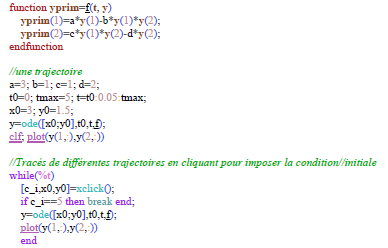 function yprim=f(t, y)
yprim(1)=a*y(1)-b*y(1)*y(2);
yprim(2)=c*y(1)*y(2)-d*y(2);
endfunction
//une trajectoire
a=3; b=1; c=1; d=2;
t0=0; tmax=5; t=t0:0.05:tmax;
x0=3; y0=1.5;
y=ode([x0;y0],t0,t,f);
clf; plot(y(1,:),y(2,:))
//Tracés de différentes trajectoires en cliquant pour imposer la condition//initiale
while(%t)
[c_i,x0,y0]=xclick();
if c_i==5 then break end;
y=ode([x0;y0],t0,t,f);
plot(y(1,:),y(2,:))
end